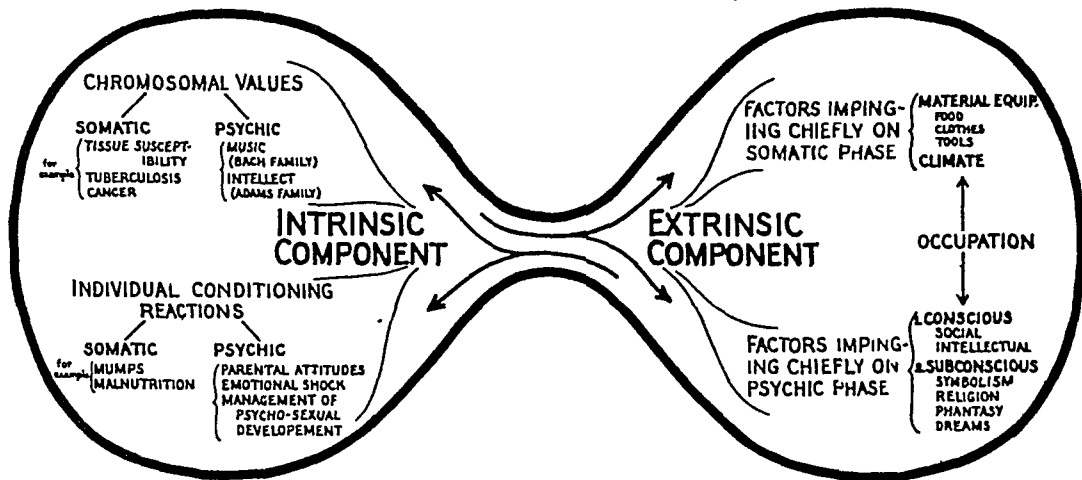 CHROMOSOMAL VALUES
SOMATIC
for example
TISSUE SUSCEPT-
IBILITY
TUBERCULOSIS
CANCER
PSYCHIC
MUSIC
(BACH FAMILY)
INTELLECT
(ADAMS FAMILY)
INTRINSIC
COMPONENT
INDIVIDUAL CONDITIONING
REACTIONS
SOMATIC
for example
MUMPS
MALNUTRITION
PSYCHIC
PARENTAL ATTITUDES
EMOTIONAL SHOCK
MANAGEMENT OF
PSYCHO-SEXUAL
DEVELOPEMENT
EXTRINSIC
COMPONENT
FACTORS IMPING-
ING CHIEFLY ON
SOMATIC PHASE
MATERIAL EQUIP.
FOOD
CLOTHES
TOOLS
CLIMATE
OCCUPATION
FACTORS IMPING-
ING CHIEFLY ON
PSYCHIC PHASE
1.CONSCIOUS
SOCIAL
INTELLECTUAL
2.SUBCONSCIOUS
SYMBOLISM
RELIGION
PHANTASY
DREAMS